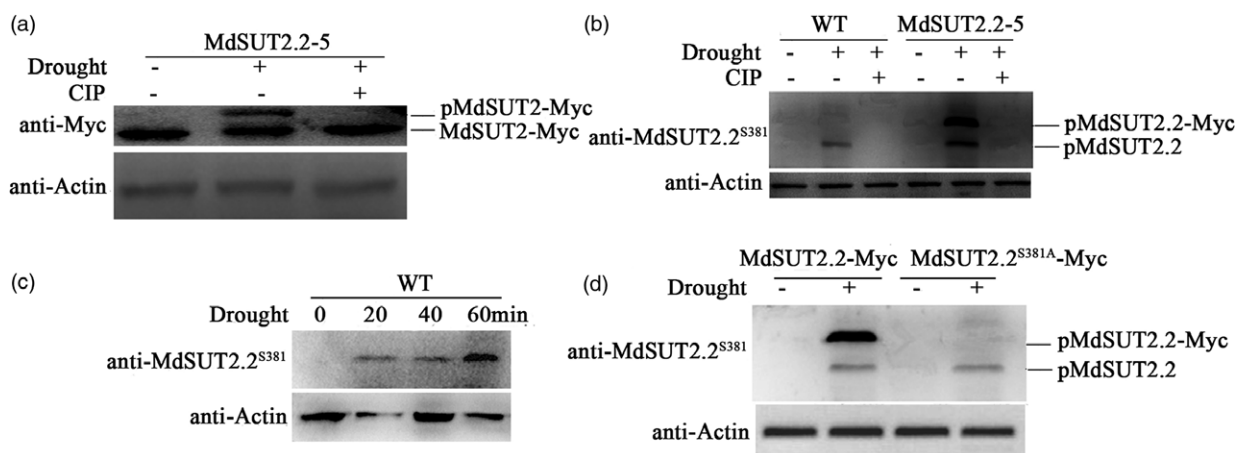 (a)
MdSUT2.2-5
Drought - + +
CIP - - +
anti-Myc
pMdSUT2-Myc
MdSUT2-Myc
anti-Actin
(b)
WT MdSUT2.2-5
Drought - + + - + +
CIP - - + - - +
anti-MdSUT2.2S381
pMdSUT2.2-Myc
pMdSUT2.2
anti-Actin
(c)
WT
Drought 0 20 40 60min
anti-MdSUT2.2S381
anti-Actin
(d)
MdSUT2.2-Myc MdSUT2.2S381A-Myc
Drought - + - +
anti-MdSUT2.2S381
pMdSUT2.2-Myc
pMdSUT2.2
anti-Actin